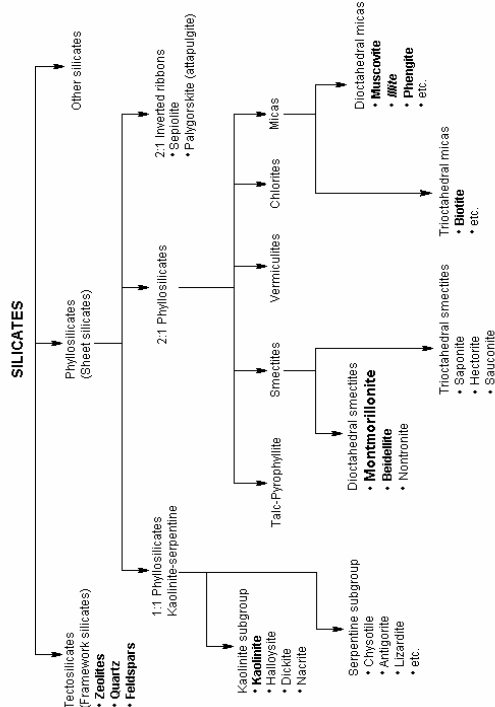 SILICATES
Tectosilicates
(Framework silicates)
• Zeolites
• Quartz
• Feldspars
Phyllosilicates
(Sheet silicates)
Other silicates
1:1 Phyllosilicates
Kaolinite-serpentine
2:1 Phyllosilicates
2:1 Inverted ribbons
• Sepiolite
• Palygorskite (attapulgite)
Kaolinite subgroup
• Kaolinite
• Halloysite
• Dickite
• Nacrite
Serpentine subgroup
• Chysotile
• Antigorite
• Lizardite
• etc.
Talc-Pyrophyllite
Smectites
Vermiculites
Chlorites
Micas
Dioctahedral smectites
• Montmorillonite
• Beidellite
• Nontronite
Trioctahedral smectites
• Saponite
• Hectorite
• Sauconite
Trioctahedral micas
• Biotite
• etc.
Dioctahedral micas
• Muscovite
• Illite
• Phengite
• etc.